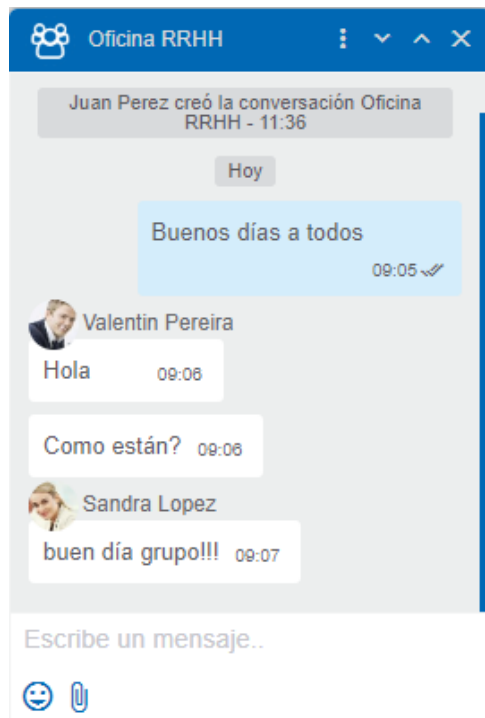 Oficina RRHH
Juan Perez creó la conversación Oficina
RRHH - 11:36
Hoy
Buenos días a todos
09:05
Valentin Pereira
Hola 09:06
Como están? 09:06
Sandra Lopez
buen día grupo!!! 09:07
Escribe un mensaje..